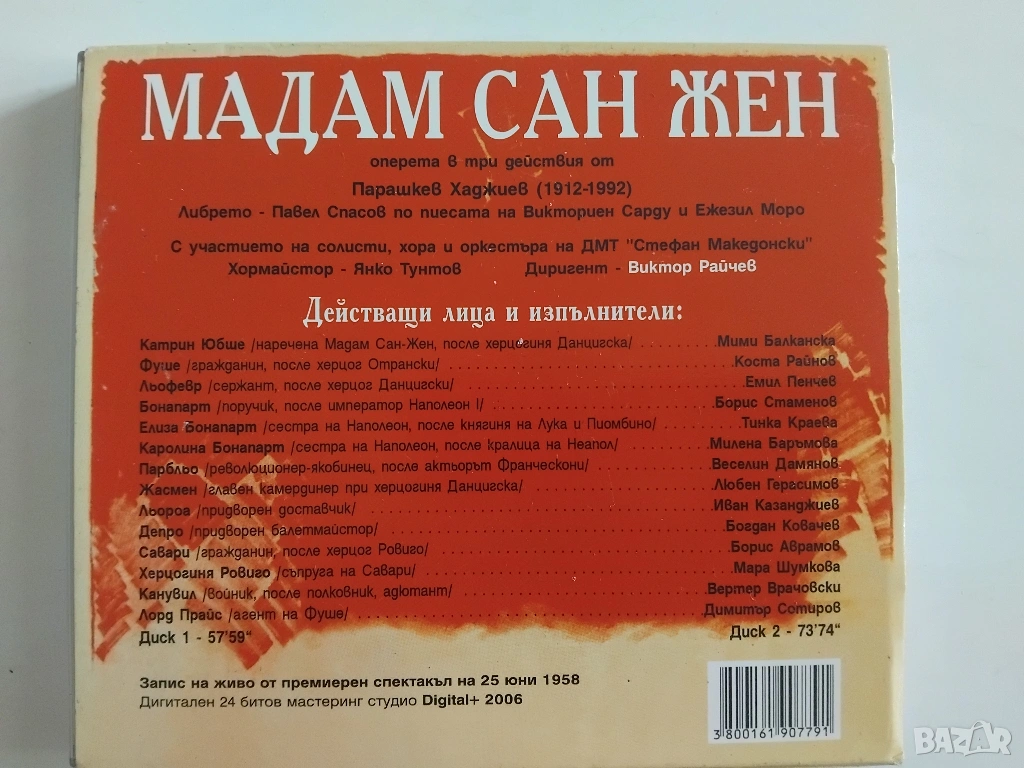 МАДАМ САН ЖЕН
оперета в три действия от
Парашкев Хаджиев (1912-1992)
Либрето - Павел Спасов по пиесата на Викториен Сарду и Ежезил Моро
С участието на солисти, хора и оркестъра на ДМТ "Стефан Македонски"
Хормайстор - Янко Тунтов Диригент - Виктор Райчев
Действащи лица и изпълнители:
Катрин Юбше /наречена Мадам Сан-Жен, после херцогиня Данцигска/ Мими Балканска
Фуше /гражданин, после херцог Отрански/ Коста Райнов
Льофевр /сержант, после херцог Данцигски/ Емил Пенчев
Бонапарт /поручик, после император Наполеон I/ Борис Стаменов
Елиза Бонапарт /сестра на Наполеон, после княгиня на Лука и Пиомбино/ Тинка Краева
Каролина Бонапарт /сестра на Наполеон, после кралица на Неапол/ Милена Баръмова
Парбльо /революционер-якобинец, после актьорът Франческони/ Веселин Дамянов
Жасмен /главен камердинер при херцогиня Данцигска/ Любен Герасимов
Льороа /придворен доставчик/ Иван Казанджиев
Депро /придворен балетмайстор/ Богдан Ковачев
Савари /гражданин, после херцог Ровиго/ Борис Аврамов
Херцогиня Ровиго /съпруга на Савари/ Мара Шумкова
Канувил /войник, после полковник, адютант/ Вертер Врачовски
Лорд Прайс /агент на Фуше/ Димитър Сотиров
Диск 1 - 57'59" Диск 2 - 73'74"
Запис на живо от премиерен спектакъл на 25 юни 1958
Дигитален 24 битов мастеринг студио Digital+ 2006
3 800161 907791
BAZAR